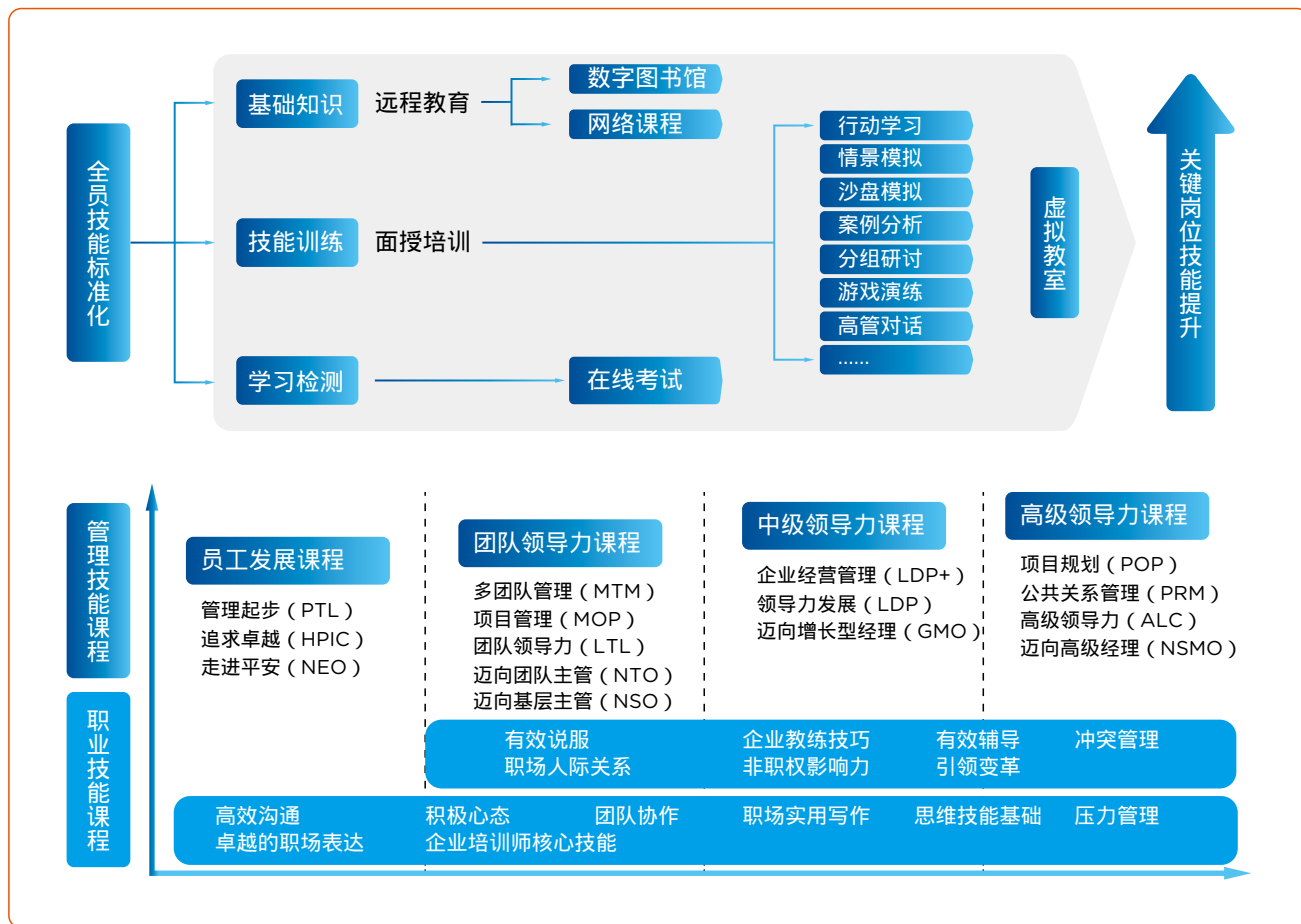 全员技能标准化
基础知识
远程教育
数字图书馆
网络课程
技能训练
面授培训
行动学习
情景模拟
沙盘模拟
案例分析
分组研讨
游戏演练
高管对话
……
学习检测
在线考试
虚拟教室
关键岗位技能提升
管理技能课程
员工发展课程
管理起步（PTL）
追求卓越（HPIC）
走进平安（NEO）
团队领导力课程
多团队管理（MTM）
项目管理（MOP）
团队领导力（LTL）
迈向团队主管（NTO）
迈向基层主管（NSO）
中级领导力课程
企业经营管理（LDP+）
领导力发展（LDP）
迈向增长型经理（GMO）
高级领导力课程
项目规划（POP）
公共关系管理（PRM）
高级领导力（ALC）
迈向高级经理（NSMO）
职业技能课程
有效说服 企业教练技巧 有效辅导 冲突管理
职场人际关系 非职权影响力 引领变革
高效沟通 积极心态 团队协作 职场实用写作 思维技能基础 压力管理
卓越的职场表达 企业培训师核心技能